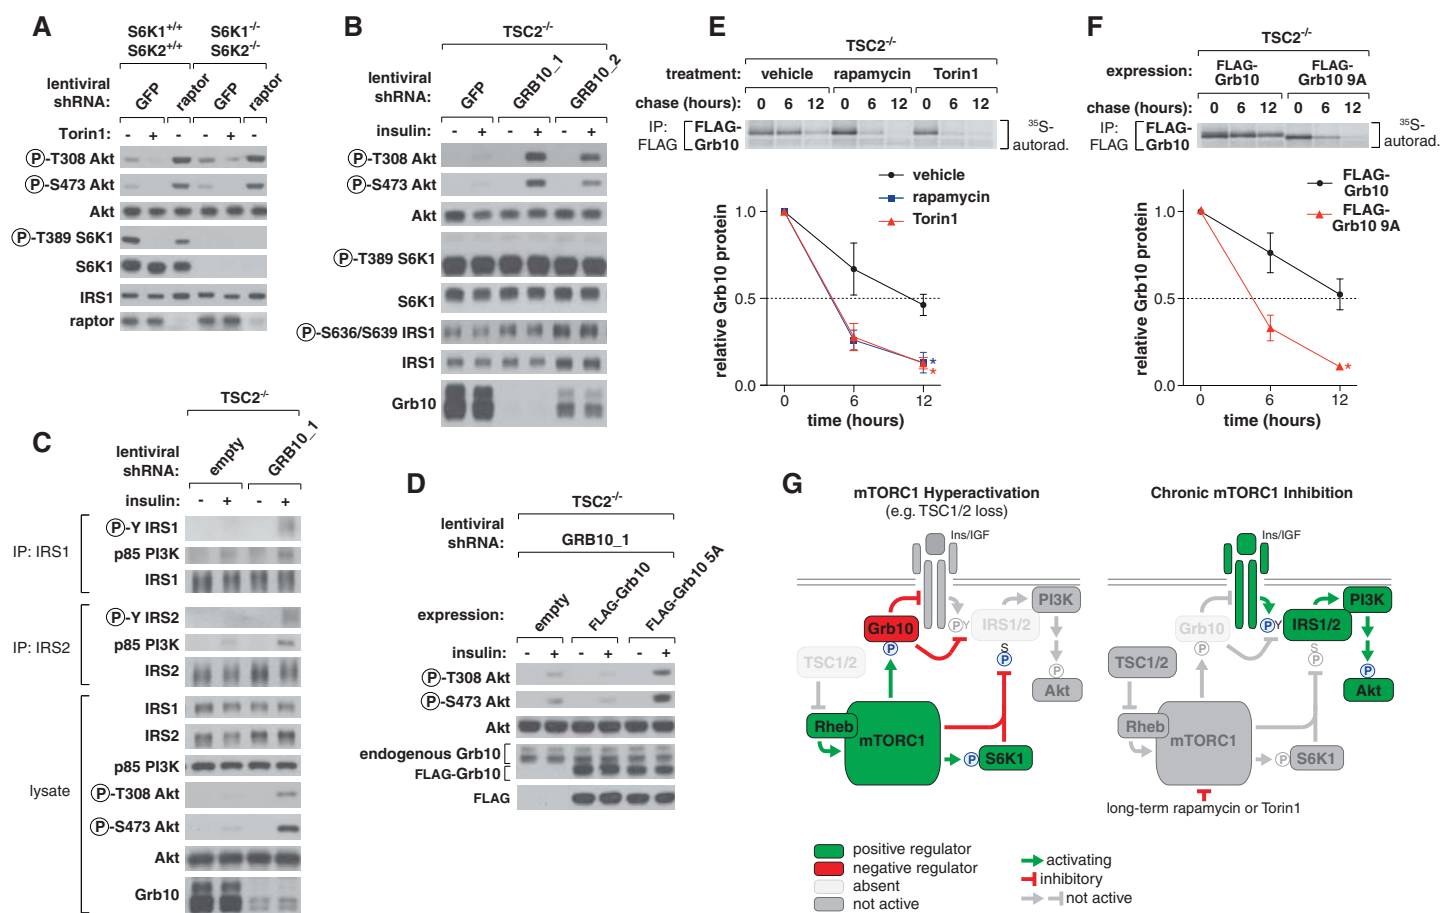 A
S6K1+/+ S6K1-/-
S6K2+/+ S6K2-/-
lentiviral
shRNA:
GFP
raptor
GFP
raptor
Torin1: - + - - + -
Ⓟ-T308 Akt
Ⓟ-S473 Akt
Akt
Ⓟ-T389 S6K1
S6K1
IRS1
raptor
B
TSC2-/-
lentiviral
shRNA:
GFP
GRB10_1
GRB10_2
insulin: - + - + - +
Ⓟ-T308 Akt
Ⓟ-S473 Akt
Akt
Ⓟ-T389 S6K1
S6K1
Ⓟ-S636/S639 IRS1
IRS1
Grb10
C
TSC2-/-
lentiviral
shRNA:
empty
GRB10_1
insulin: - + - +
IP: IRS1
Ⓟ-Y IRS1
p85 PI3K
IRS1
IP: IRS2
Ⓟ-Y IRS2
p85 PI3K
IRS2
lysate
IRS1
IRS2
p85 PI3K
Ⓟ-T308 Akt
Ⓟ-S473 Akt
Akt
Grb10
D
TSC2-/-
lentiviral
shRNA:
GRB10_1
expression:
empty
FLAG-Grb10
FLAG-Grb10 5A
insulin: - + - + - +
Ⓟ-T308 Akt
Ⓟ-S473 Akt
Akt
endogenous Grb10
FLAG-Grb10
FLAG
E
TSC2-/-
treatment: vehicle rapamycin Torin1
chase (hours): 0 6 12 0 6 12 0 6 12
IP: FLAG-
FLAG Grb10
35S-
autorad.
vehicle
rapamycin
Torin1
relative Grb10 protein
1.0
0.5
0.0
*
*
0 6 12
time (hours)
F
TSC2-/-
expression: FLAG- FLAG-
Grb10 Grb10 9A
chase (hours): 0 6 12 0 6 12
IP: FLAG-
FLAG Grb10
35S-
autorad.
FLAG-
Grb10
FLAG-
Grb10 9A
relative Grb10 protein
1.0
0.5
0.0
*
0 6 12
time (hours)
G
mTORC1 Hyperactivation
(e.g. TSC1/2 loss)
Ins/IGF
PI3K
Grb10
P Y
IRS1/2
P
S
P
P
TSC1/2
Akt
Rheb
mTORC1
P S6K1
Chronic mTORC1 Inhibition
Ins/IGF
PI3K
Grb10
P Y
IRS1/2
P
S
P
P
TSC1/2
Akt
Rheb
mTORC1
P S6K1
long-term rapamycin or Torin1
positive regulator
negative regulator
absent
not active
activating
inhibitory
not active